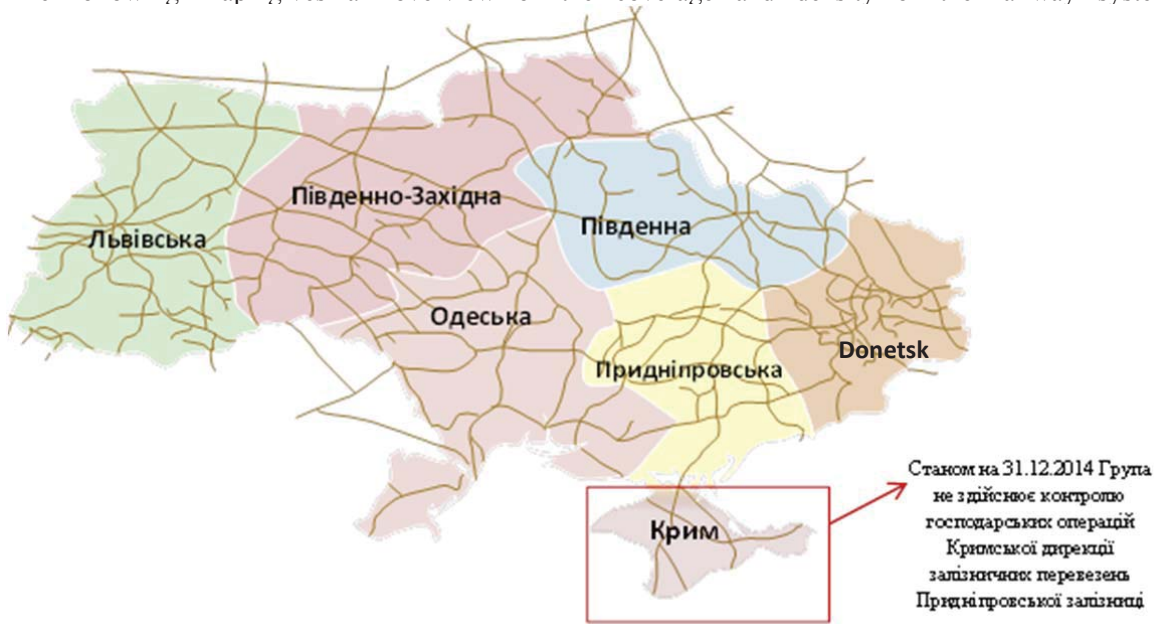 Південно-Західна
Південна
Львівська
Одеська
Donetsk
Придніпровська
Крим
Станом на 31.12.2014 Група
не здійснює контролю
господарських операцій
Кримської дирекції
залізничних перевезень
Придніпровської залізниці